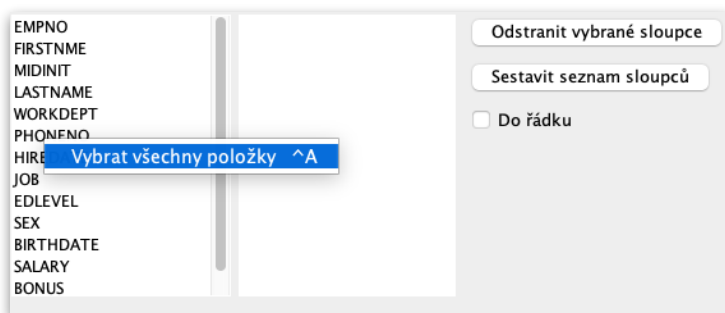 EMPNO
FIRSTNME
MIDINIT
LASTNAME
WORKDEPT
PHONENO
HIRE
Vybrat všechny položky ^A
JOB
EDLEVEL
SEX
BIRTHDATE
SALARY
BONUS
Odstranit vybrané sloupce
Sestavit seznam sloupců
Do řádku